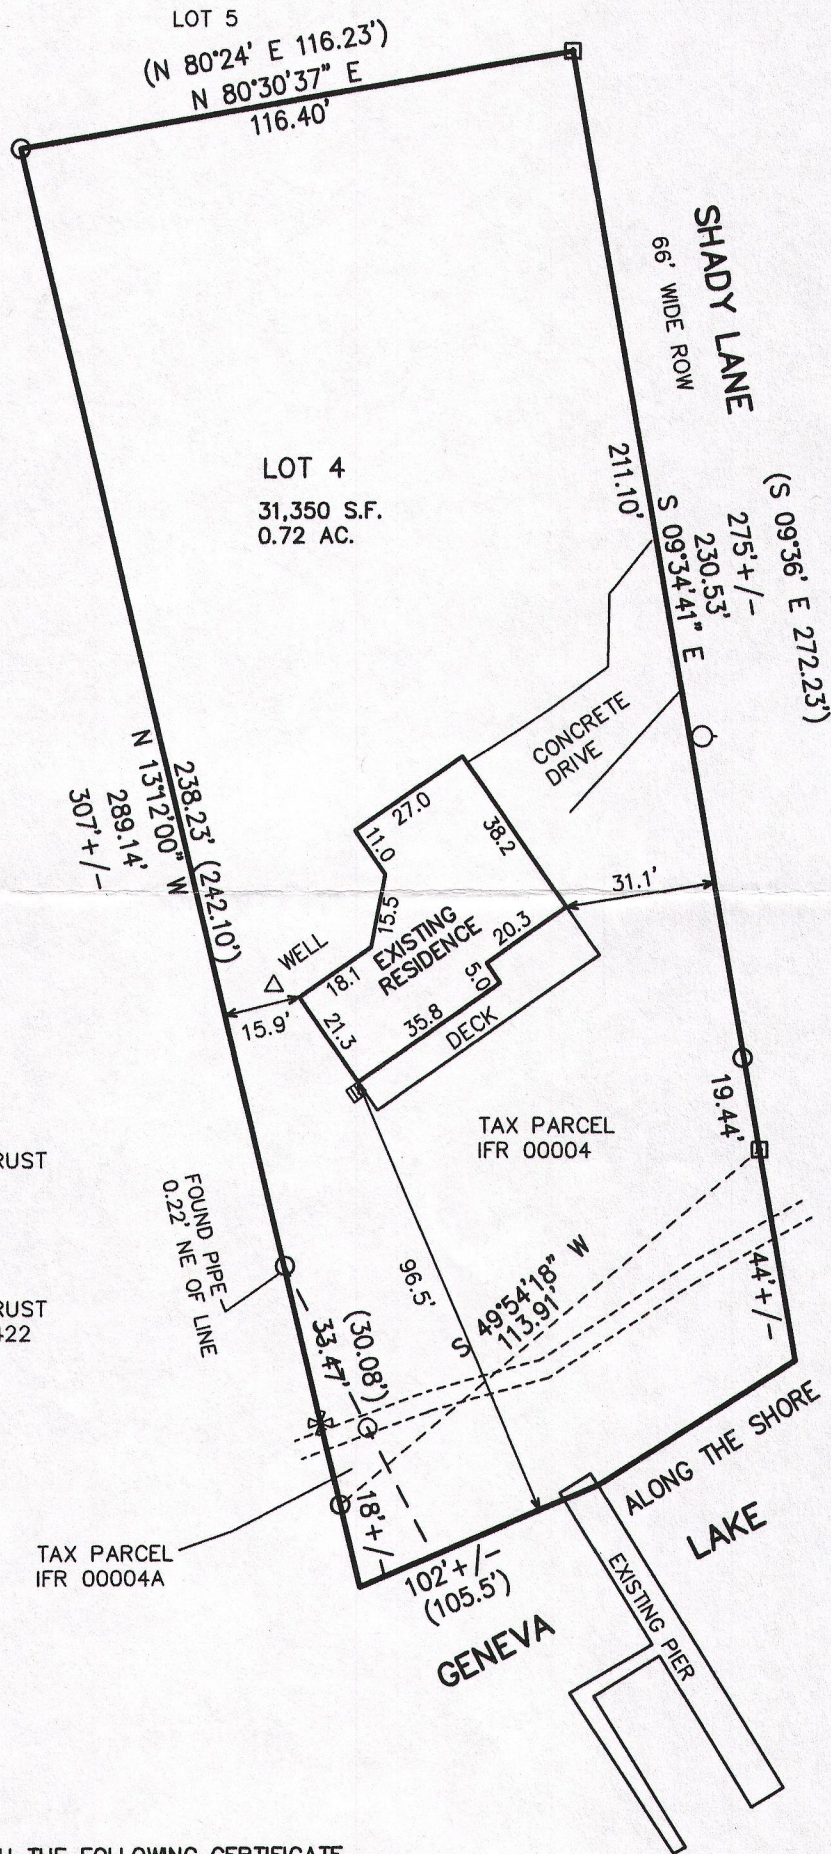 LOT 5
(N 80°24' E 116.23')
N 80°30'37" E
116.40'
SHADY LANE
66' WIDE ROW
LOT 4
31,350 S.F.
0.72 AC.
211.10'
S 09°34'41" E
230.53'
275'+/-
(S 09°36' E 272.23')
CONCRETE
DRIVE
238.23' (242.10')
N 13°12'00" W
289.14'
307'+/-
27.0
11.0
38.2
15.5
31.1'
EXISTING
RESIDENCE
20.3
WELL
18.1
5.0
15.9'
21.3
35.8
DECK
TAX PARCEL
IFR 00004
19.44'
RUST
FOUND PIPE
0.22' NE OF LINE
96.5'
S 49°54'18" W
113.91'
44'+/-
RUST
422
(30.08')
33.47'
18'+/-
TAX PARCEL
IFR 00004A
102'+/-
(105.5')
ALONG THE SHORE
GENEVA
LAKE
EXISTING PIER
THE FOLLOWING CERTIFICATE